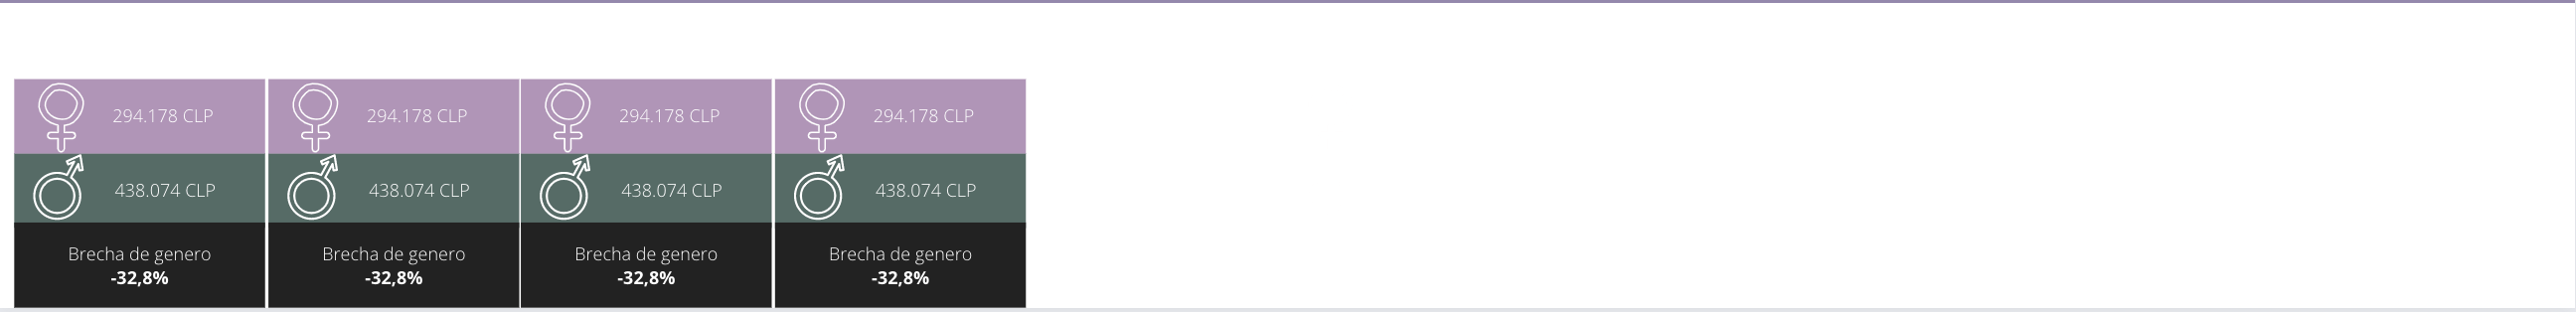 294.178 CLP
438.074 CLP
Brecha de genero
-32,8%
294.178 CLP
438.074 CLP
Brecha de genero
-32,8%
294.178 CLP
438.074 CLP
Brecha de genero
-32,8%
294.178 CLP
438.074 CLP
Brecha de genero
-32,8%